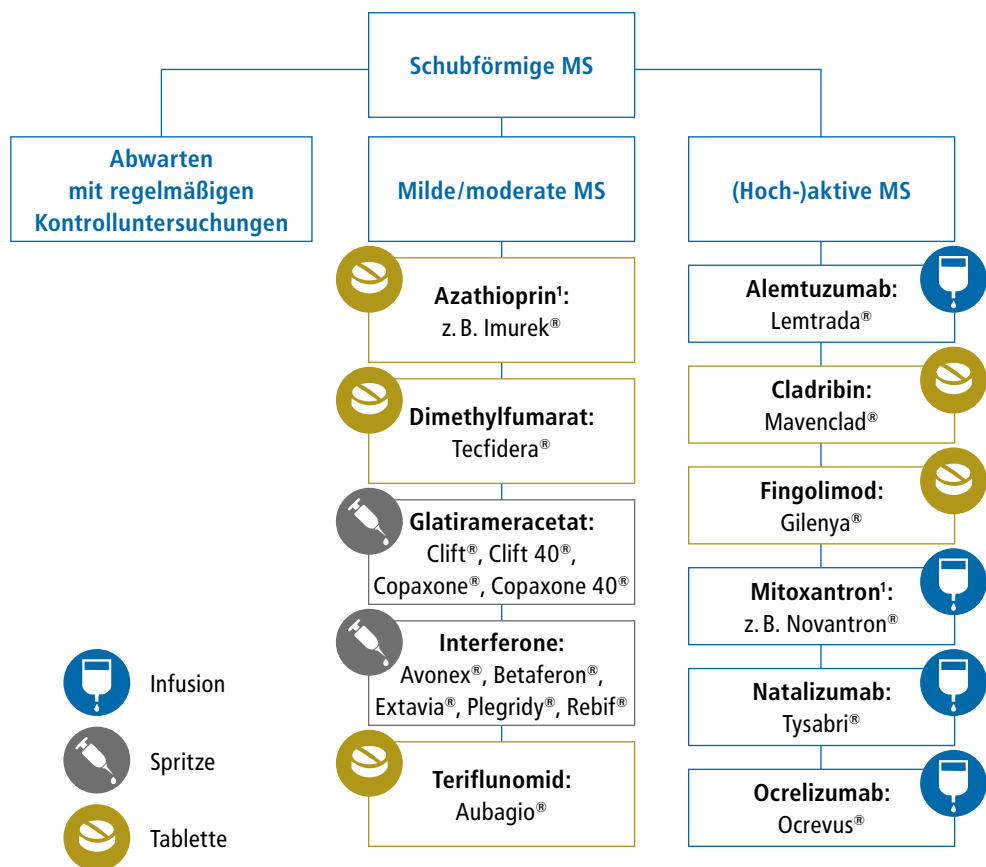 Schubförmige MS
Abwarten
mit regelmäßigen
Kontrolluntersuchungen
Milde/moderate MS
Azathioprin¹:
z. B. Imurek®
Dimethylfumarat:
Tecfidera®
Glatirameracetat:
Clift®, Clift 40®,
Copaxone®, Copaxone 40®
Interferone:
Avonex®, Betaferon®,
Extavia®, Plegridy®, Rebif®
Teriflunomid:
Aubagio®
(Hoch-)aktive MS
Alemtuzumab:
Lemtrada®
Cladribin:
Mavenclad®
Fingolimod:
Gilenya®
Mitoxantron¹:
z. B. Novantron®
Natalizumab:
Tysabri®
Ocrelizumab:
Ocrevus®
Infusion
Spritze
Tablette